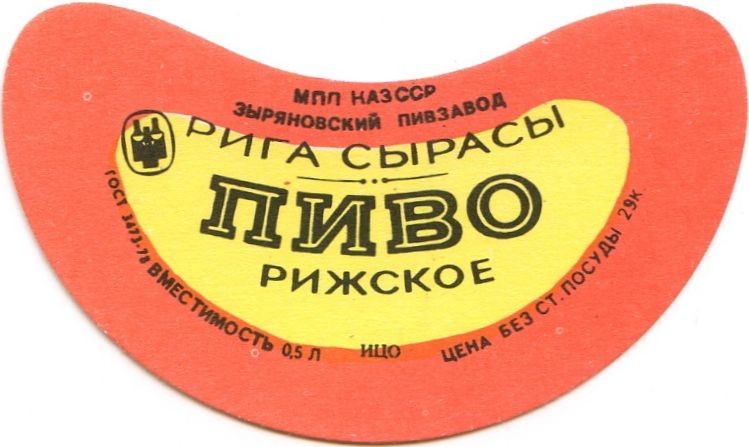 МПП КАЗССР
ЗЫРЯНОВСКИЙ ПИВЗАВОД
РИГА СЫРАСЫ
ПИВО
РИЖСКОЕ
ГОСТ 3473-78 ВМЕСТИМОСТЬ 0,5 Л ИЦО ЦЕНА БЕЗ СТ. ПОСУДЫ 29К.